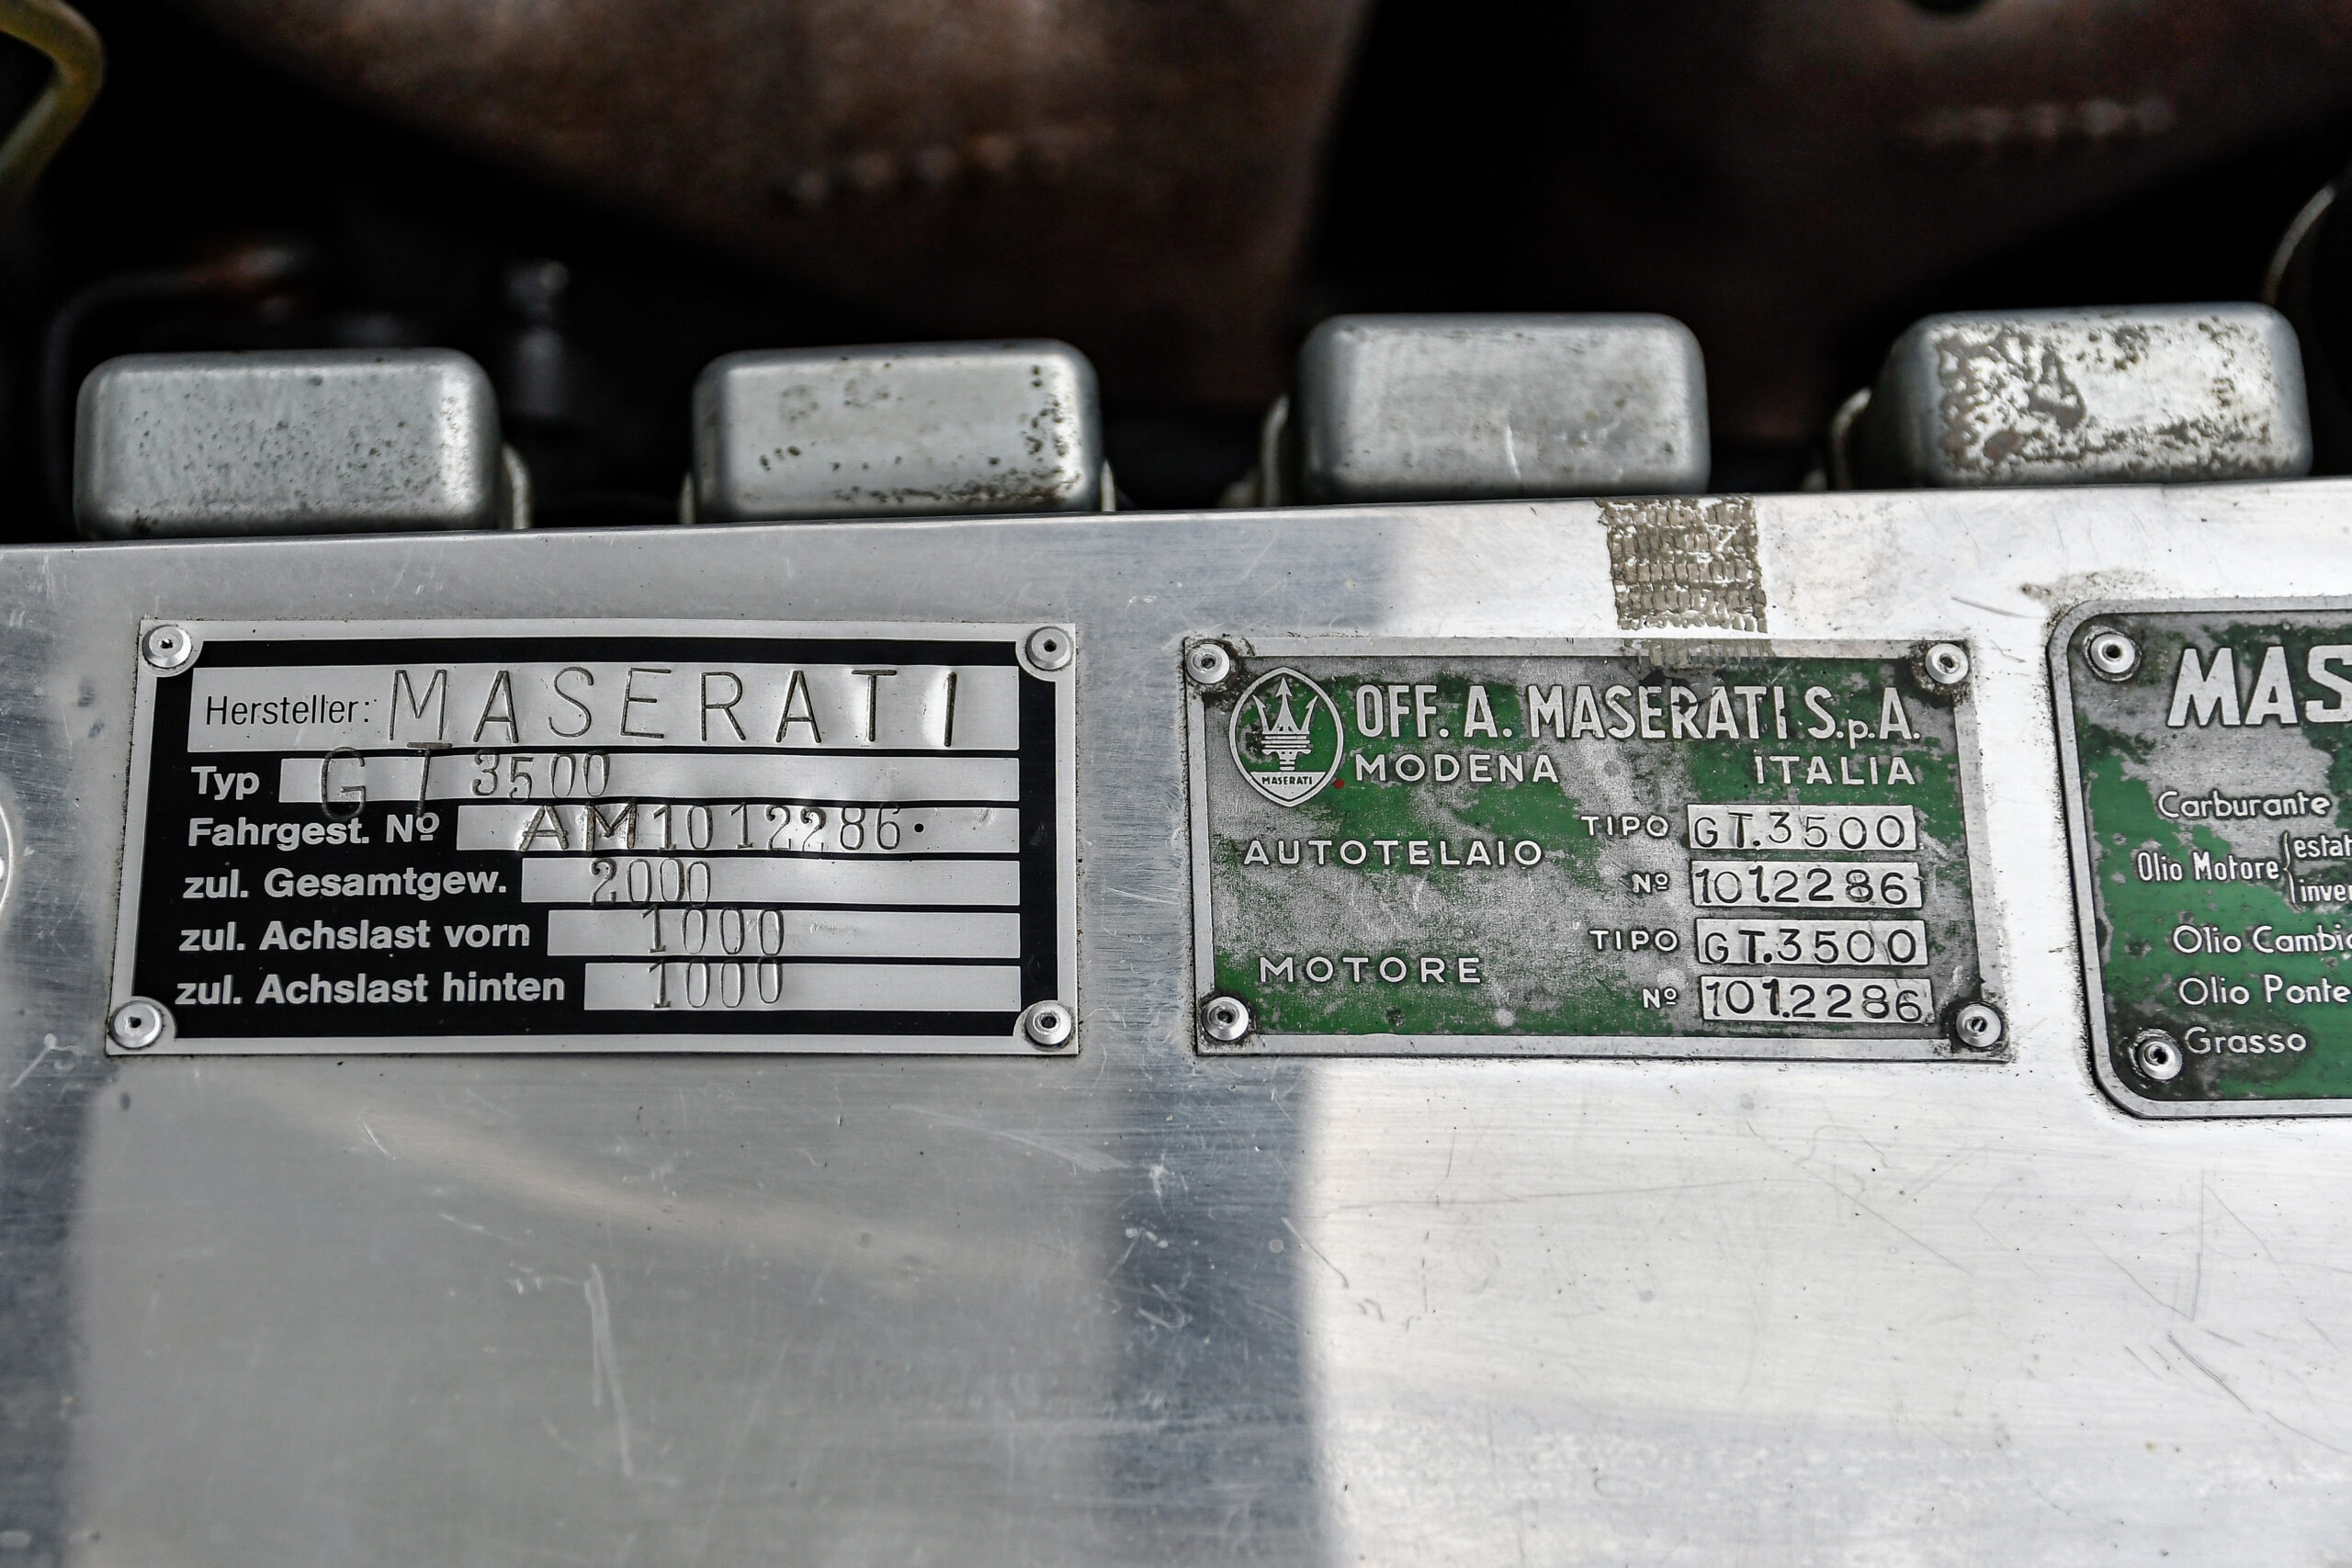 Hersteller: MASERATI
Typ GT 3500
Fahrgest. Nº AM1012286·
zul. Gesamtgew. 2000
zul. Achslast vorn 1000
zul. Achslast hinten 1000
MASERATI
OFF. A. MASERATI S.p.A.
MODENA ITALIA
AUTOTELAIO
TIPO GT.3500
Nº 101.2286
MOTORE
TIPO GT.3500
Nº 101.2286
MAS
Carburante
Olio Motore
estat
inver
Olio Cambio
Olio Ponte
Grasso